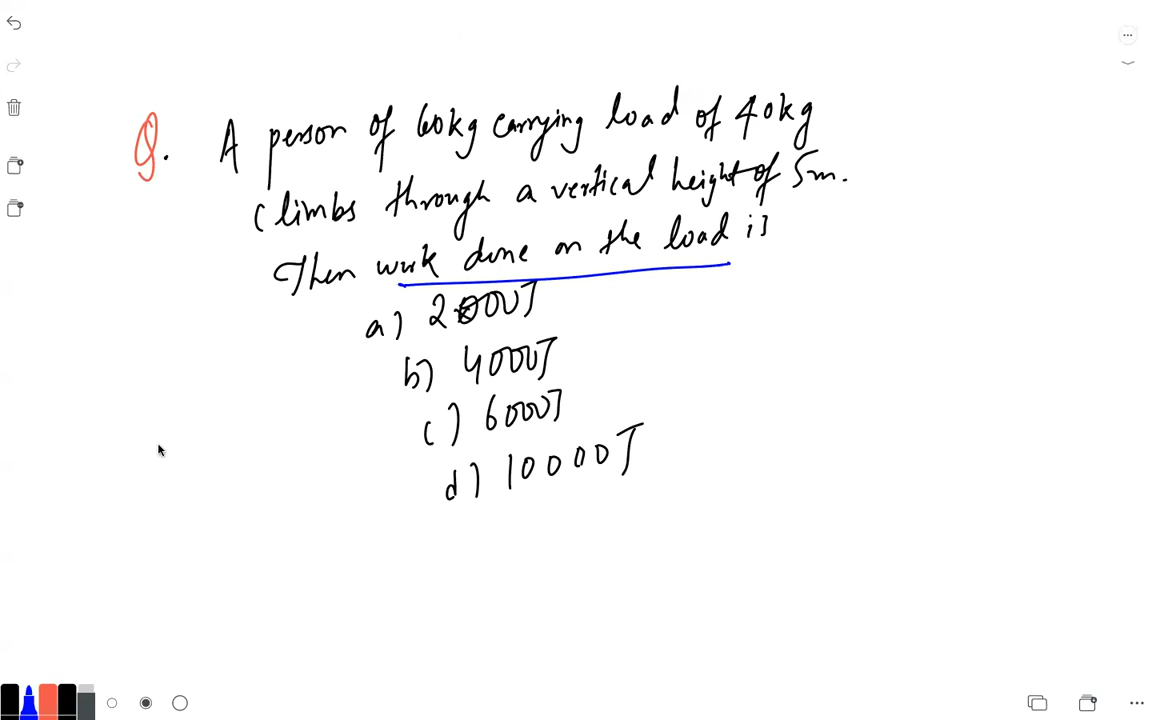 Q. A person of 60kg carrying load of 40kg
climbs through a vertical height of 5m.
Then work done on the load is
a) 2000J
b) 4000J
c) 6000J
d) 10000J